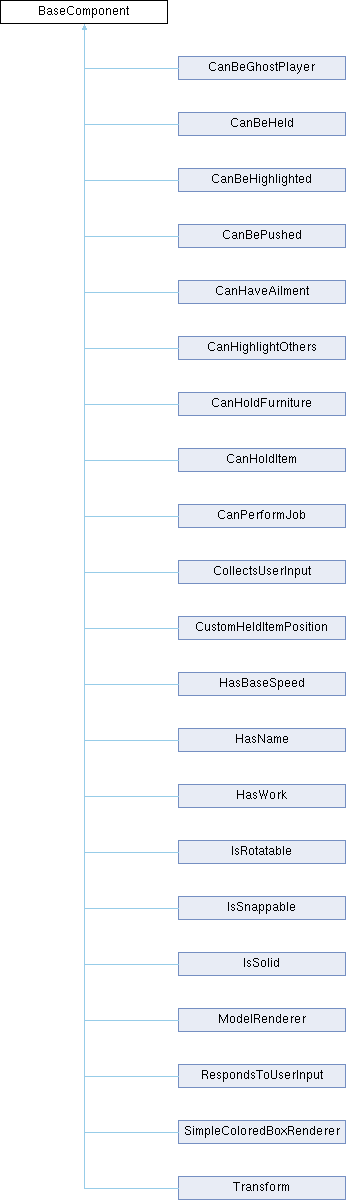 BaseComponent
CanBeGhostPlayer
CanBeHeld
CanBeHighlighted
CanBePushed
CanHaveAilment
CanHighlightOthers
CanHoldFurniture
CanHoldItem
CanPerformJob
CollectsUserInput
CustomHeldItemPosition
HasBaseSpeed
HasName
HasWork
IsRotatable
IsSnappable
IsSolid
ModelRenderer
RespondsToUserInput
SimpleColoredBoxRenderer
Transform